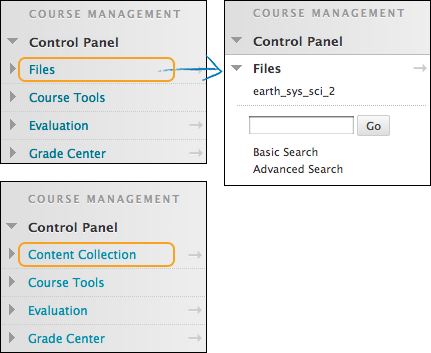 COURSE MANAGEMENT
Control Panel
Files
Course Tools
Evaluation
Grade Center
COURSE MANAGEMENT
Control Panel
Files
earth_sys_sci_2
Go
Basic Search
Advanced Search
COURSE MANAGEMENT
Control Panel
Content Collection
Course Tools
Evaluation
Grade Center